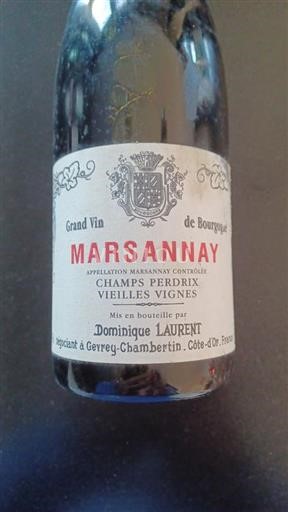 Grand Vin de Bourgogne
MARSANNAY
APPELLATION MARSANNAY CONTRÔLÉE
CHAMPS PERDRIX
VIEILLES VIGNES
Mis en bouteille par
Dominique LAURENT
negociant à Gevrey-Chambertin. Côte-d'Or. France